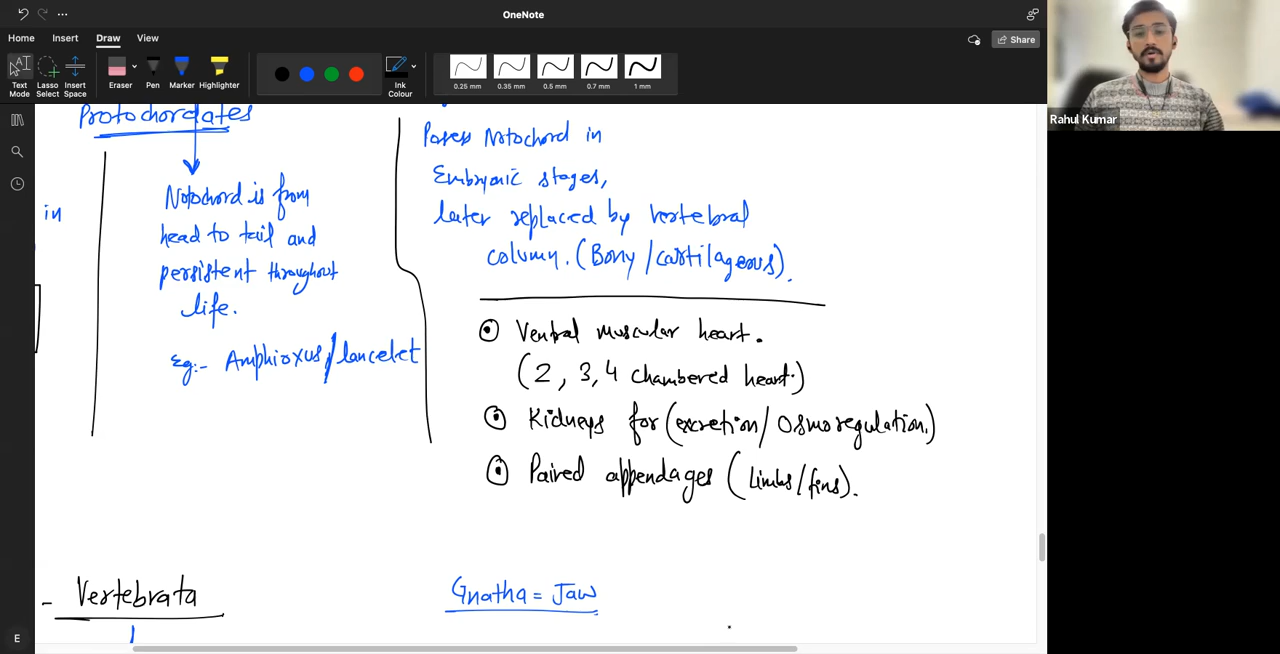 OneNote
Home Insert Draw View
Share
Text Mode
Lasso Select
Insert Space
Eraser
Pen
Marker
Highlighter
Ink Colour
0.25 mm
0.35 mm
0.5 mm
0.7 mm
1 mm
Rahul Kumar
Protochordates
in
Notochord is from
head to tail and
persistent throughout
life.
Eg:- Amphioxus/lancelet
Notochord in
Embryonic stages,
later replaced by vertebral
column. (Bony/cartilageous).
Ventral muscular heart.
(2, 3, 4 chambered heart.)
Kidneys for (excretion/Osmoregulation.)
Paired appendages (Limbs/fins).
- Vertebrata
Gnatha = Jaw
E